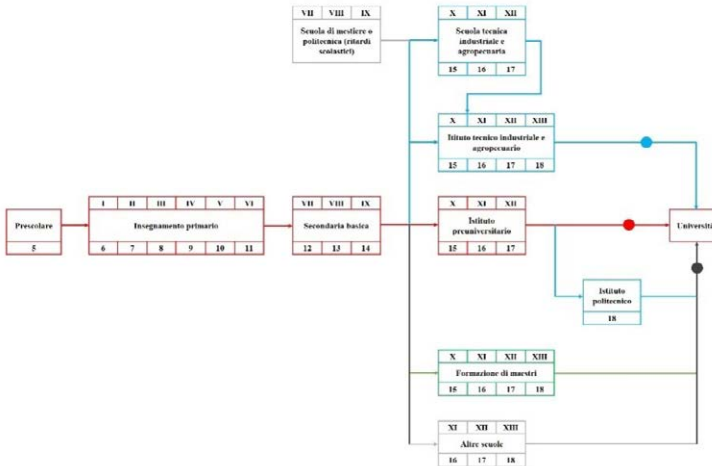 VII VIII IX
Scuola di mestiere o
politecnica (ritardi
scolastici)
X XI XII
Scuola tecnica
industriale e
agropecuaria
15 16 17
X XI XII XIII
Itituto tecnico industriale e
agropecuario
15 16 17 18
Prescolare
5
I II III IV V VI
Insegnamento primario
6 7 8 9 10 11
VII VIII IX
Secondaria basica
12 13 14
X XI XII
Istituto
preuniversitario
15 16 17
Università
Istituto
politecnico
18
X XI XII XIII
Formazione di maestri
15 16 17 18
XI XII XIII
Altre scuole
16 17 18